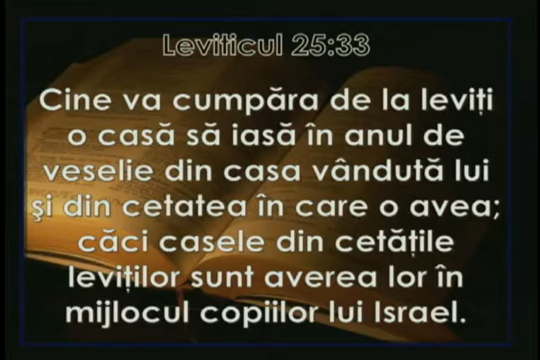 Leviticul 25:33
Cine va cumpăra de la leviți
o casă să iasă în anul de
veselie din casa vândută lui
şi din cetatea în care o avea;
căci casele din cetățile
leviților sunt averea lor în
mijlocul copiilor lui Israel.